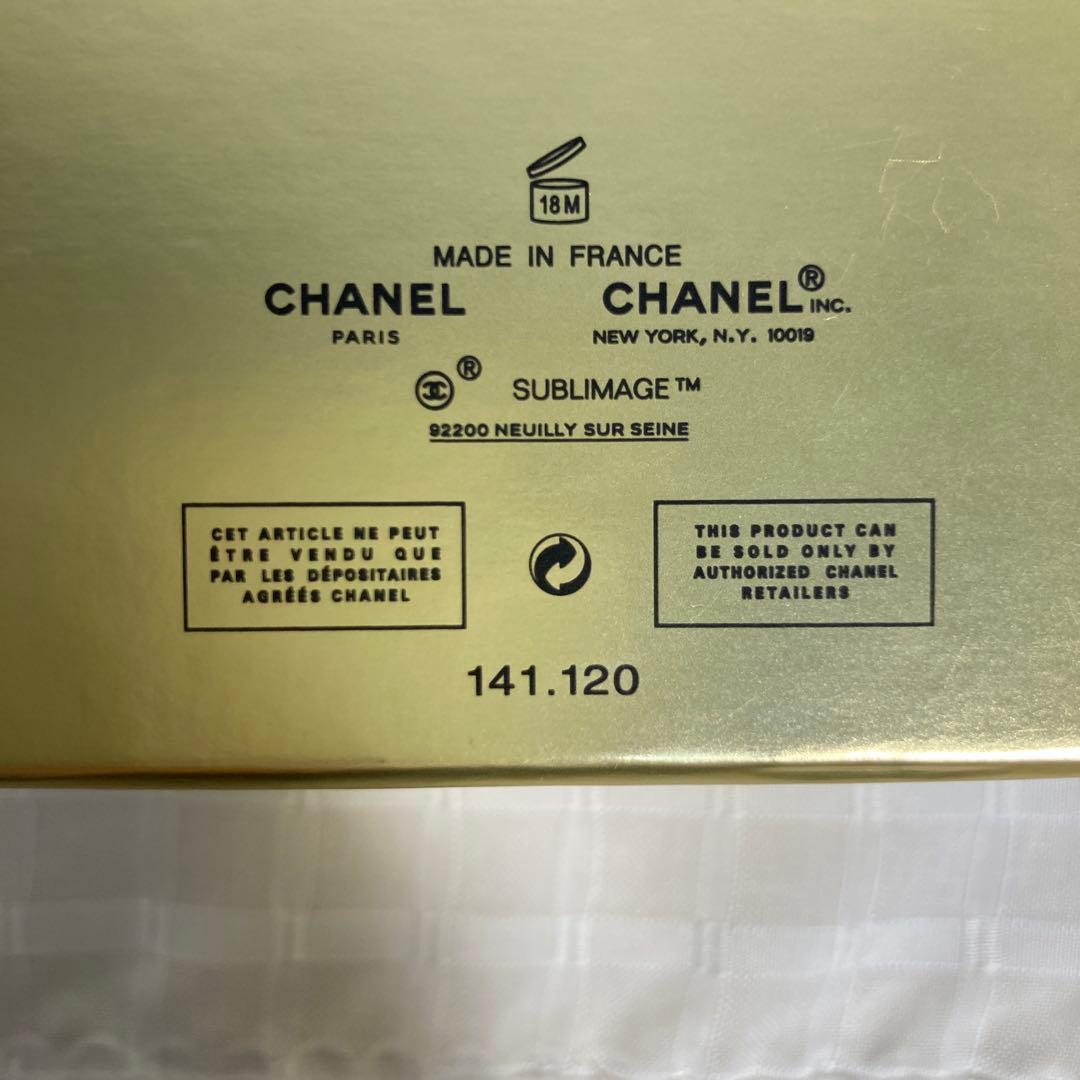 18M
MADE IN FRANCE
CHANEL
PARIS
CHANEL® INC.
NEW YORK, N.Y. 10019
® SUBLIMAGE™
92200 NEUILLY SUR SEINE
CET ARTICLE NE PEUT
ÊTRE VENDU QUE
PAR LES DÉPOSITAIRES
AGRÉÉS CHANEL
THIS PRODUCT CAN
BE SOLD ONLY BY
AUTHORIZED CHANEL
RETAILERS
141.120